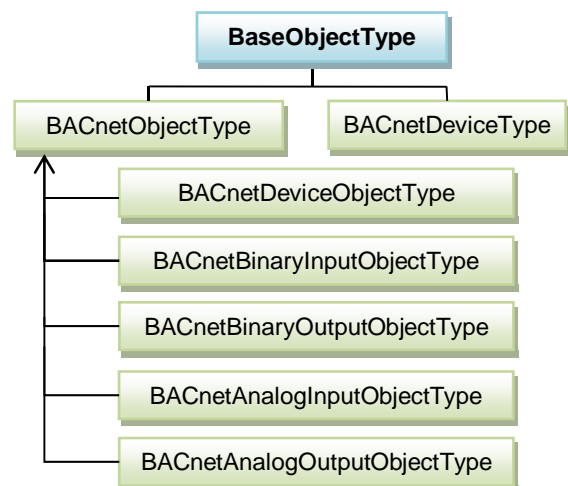 BaseObjectType
BACnetObjectType
BACnetDeviceType
BACnetDeviceObjectType
BACnetBinaryInputObjectType
BACnetBinaryOutputObjectType
BACnetAnalogInputObjectType
BACnetAnalogOutputObjectType